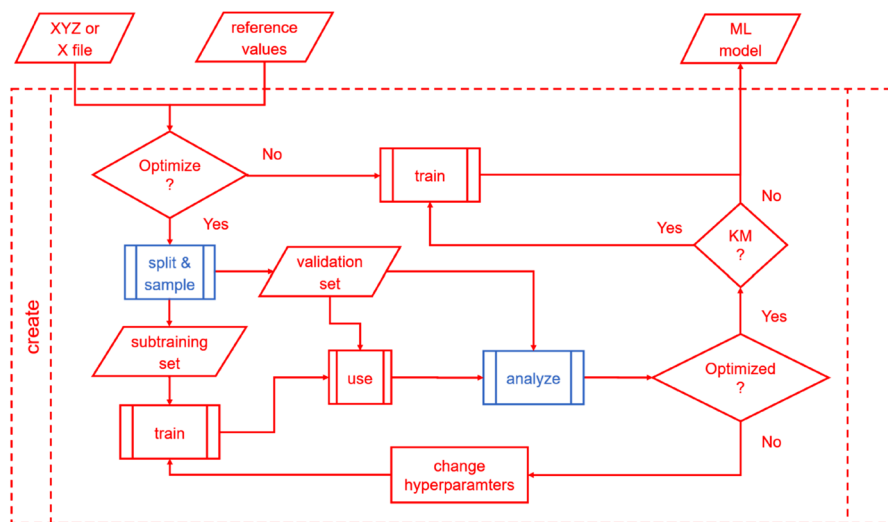 XYZ or
X file
reference
values
ML
model
Optimize
?
No
train
No
Yes
KM
?
Yes
split &
sample
validation
set
create
subtraining
set
use
analyze
Yes
Optimized
?
train
No
change
hyperparamters